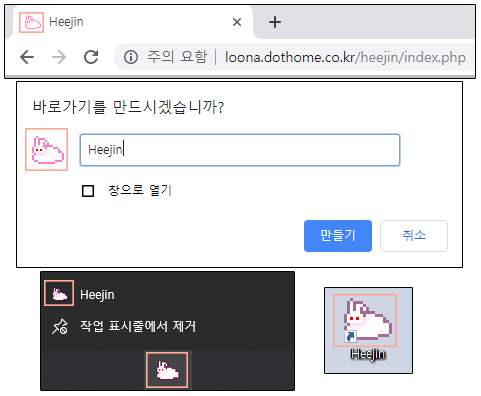 Heejin
주의 요함 loona.dothome.co.kr/heejin/index.php
바로가기를 만드시겠습니까?
Heejin
창으로 열기
만들기 취소
Heejin
작업 표시줄에서 제거
Heejin